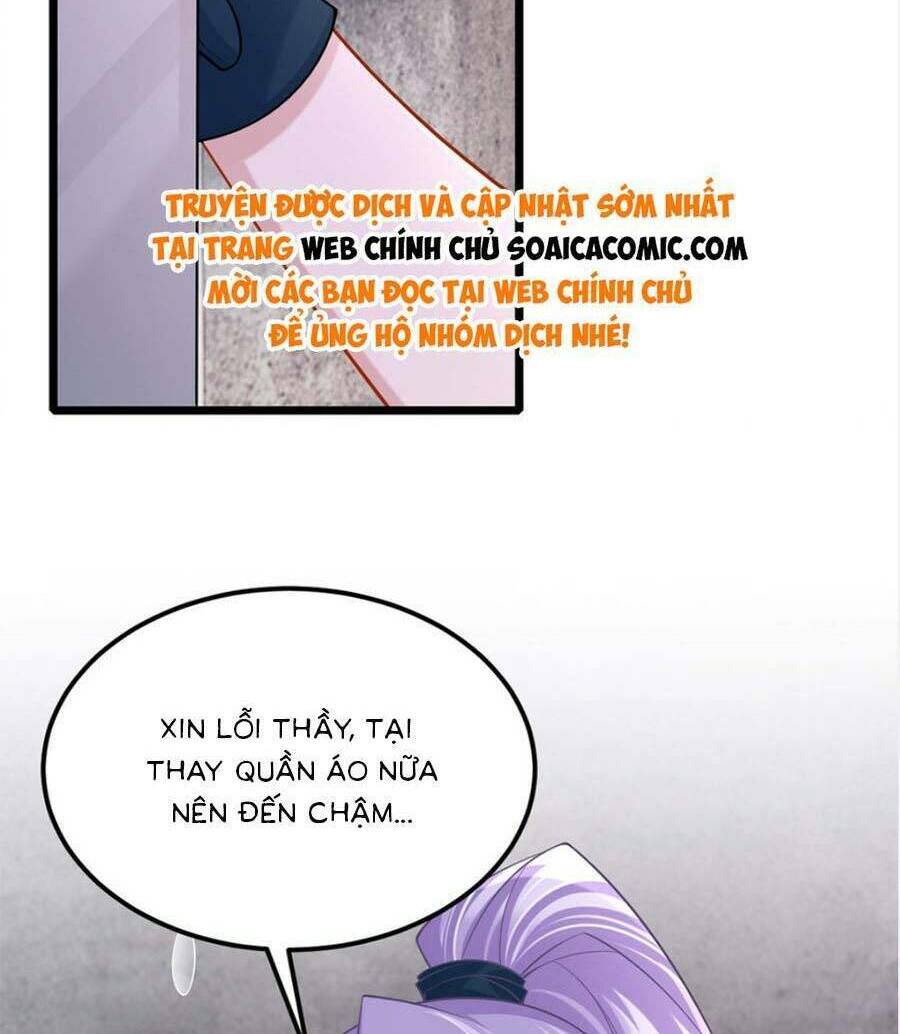 TRUYỆN ĐƯỢC DỊCH VÀ CẬP NHẬT SỚM NHẤT
TẠI TRANG WEB CHÍNH CHỦ SOAICACOMIC.COM
MỜI CÁC BẠN ĐỌC TẠI WEB CHÍNH CHỦ
ĐỂ ỦNG HỘ NHÓM DỊCH NHÉ!
XIN LỖI THẦY, TẠI
THAY QUẦN ÁO NỮA
NÊN ĐẾN CHẬM...